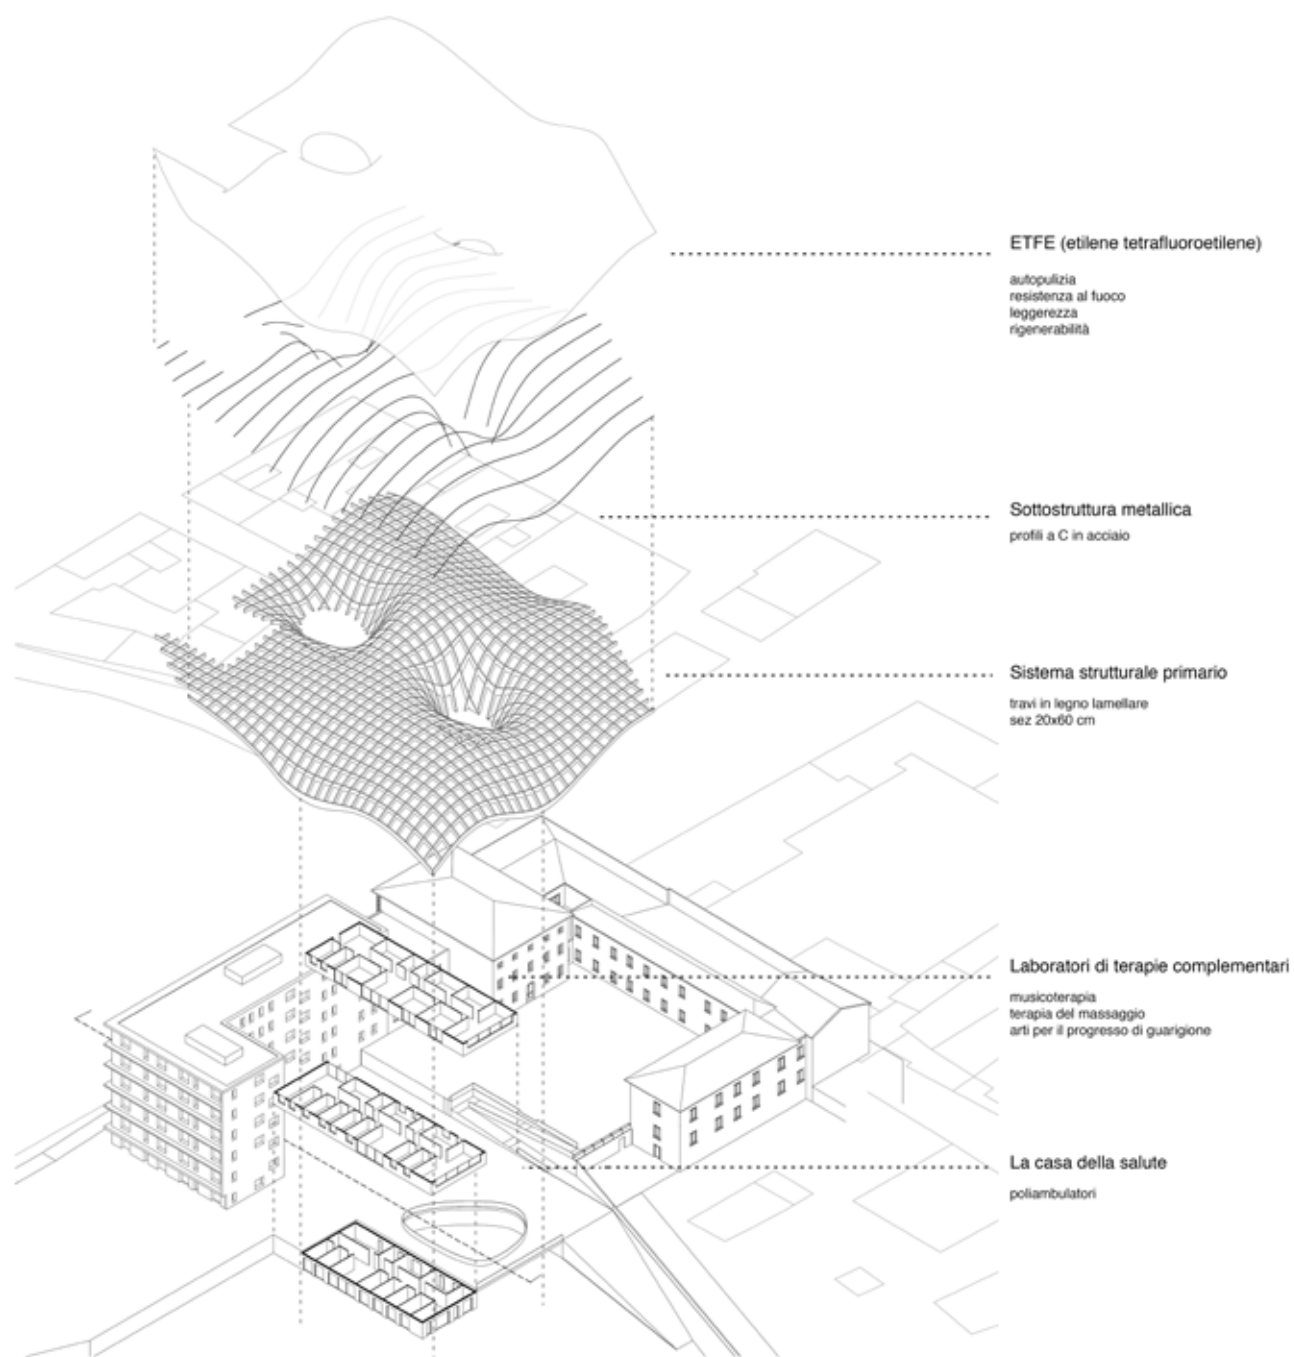 ETFE (etilene tetrafluoroetilene)
autopulizia
resistenza al fuoco
leggerezza
rigenerabilità
Sottostruttura metallica
profili a C in acciaio
Sistema strutturale primario
travi in legno lamellare
sez 20x60 cm
Laboratori di terapie complementari
musicoterapia
terapia del massaggio
arti per il progresso di guarigione
La casa della salute
poliambulatori